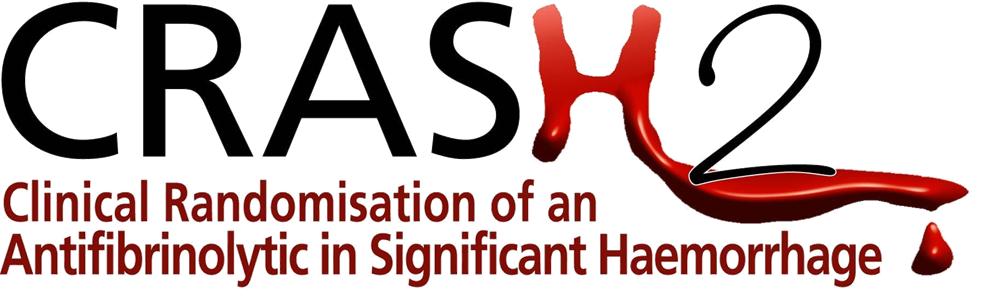 CRASH2
Clinical Randomisation of an
Antifibrinolytic in Significant Haemorrhage